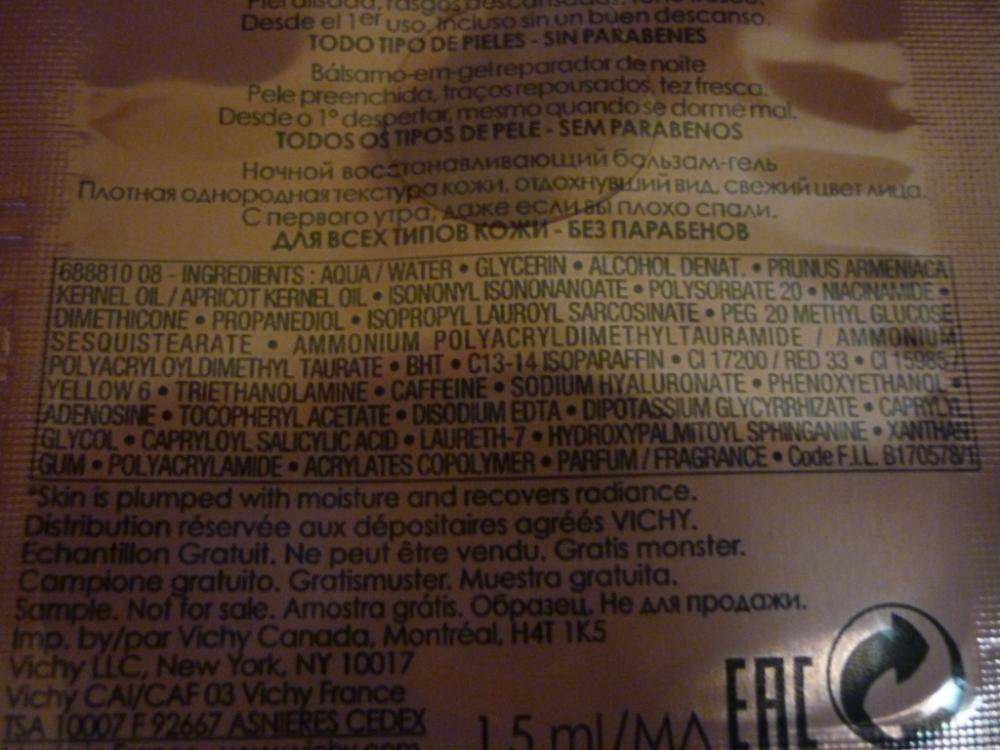 Piel alisada, rasgos descansados, tono fresco.
Desde el 1er uso, incluso sin un buen descanso.
TODO TIPO DE PIELES - SIN PARABENES
Bálsamo-em-gel reparador de noite
Pele preenchida, traços repousados, tez fresca.
Desde o 1º despertar, mesmo quando se dorme mal.
TODOS OS TIPOS DE PELE - SEM PARABENOS
Ночной восстанавливающий бальзам-гель
Плотная однородная текстура кожи, отдохнувший вид, свежий цвет лица.
С первого утра, даже если вы плохо спали.
ДЛЯ ВСЕХ ТИПОВ КОЖИ - БЕЗ ПАРАБЕНОВ
688810 08 - INGREDIENTS : AQUA / WATER • GLYCERIN • ALCOHOL DENAT. • PRUNUS ARMENIACA
KERNEL OIL / APRICOT KERNEL OIL • ISONONYL ISONONANOATE • POLYSORBATE 20 • NIACINAMIDE •
DIMETHICONE • PROPANEDIOL • ISOPROPYL LAUROYL SARCOSINATE • PEG 20 METHYL GLUCOSE
SESQUISTEARATE • AMMONIUM POLYACRYLDIMETHYLTAURAMIDE / AMMONIUM
POLYACRYLOYLDIMETHYL TAURATE • BHT • C13-14 ISOPARAFFIN • CI 17200 / RED 33 • CI 15985 /
YELLOW 6 • TRIETHANOLAMINE • CAFFEINE • SODIUM HYALURONATE • PHENOXYETHANOL •
ADENOSINE • TOCOPHERYL ACETATE • DISODIUM EDTA • DIPOTASSIUM GLYCYRRHIZATE • CAPRYLYL
GLYCOL • CAPRYLOYL SALICYLIC ACID • LAURETH-7 • HYDROXYPALMITOYL SPHINGANINE • XANTHAN
GUM • POLYACRYLAMIDE • ACRYLATES COPOLYMER • PARFUM / FRAGRANCE • Code F.I.L. B170578/1
*Skin is plumped with moisture and recovers radiance.
Distribution réservée aux dépositaires agréés VICHY.
Echantillon Gratuit. Ne peut être vendu. Gratis monster.
Campione gratuito. Gratismuster. Muestra gratuita.
Sample. Not for sale. Amostra grátis. Образец. Не для продажи.
Imp. by/par Vichy Canada, Montréal, H4T 1K5
Vichy LLC, New York, NY 10017
Vichy CAI/CAF 03 Vichy France
TSA 10007 F 92667 ASNIERES CEDEX
1.5 ml/мл
EAC